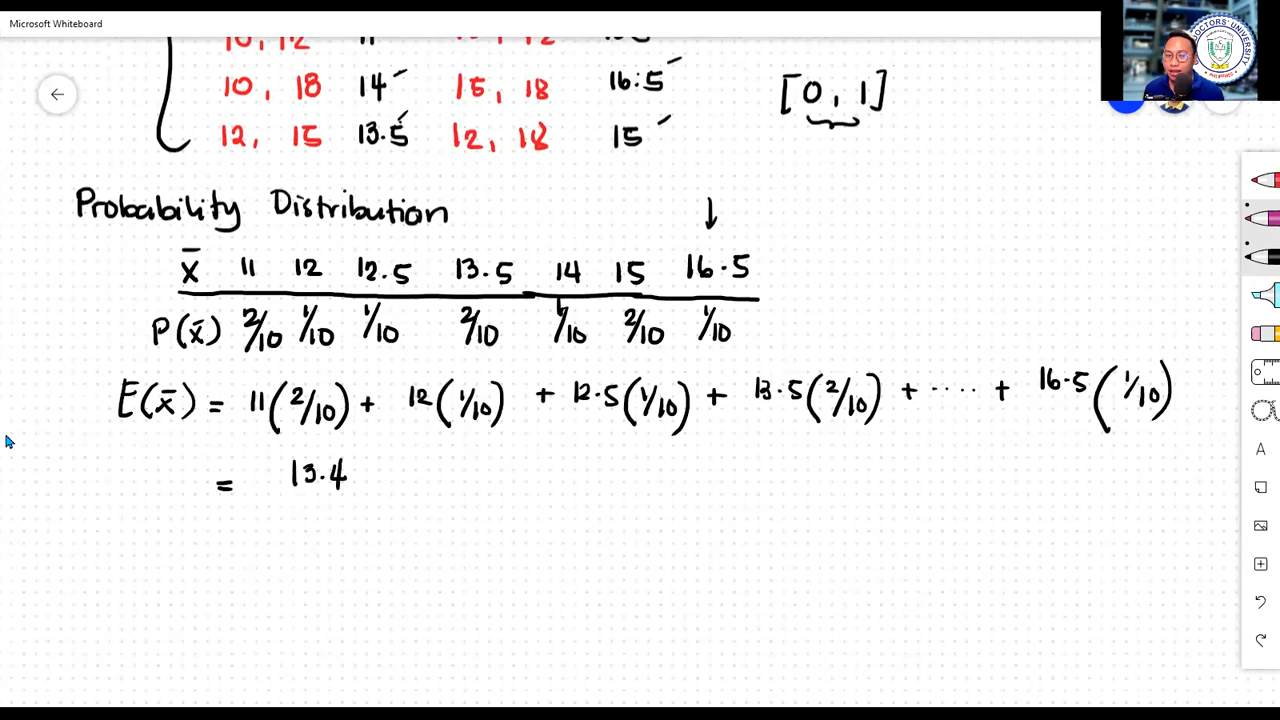 Microsoft Whiteboard
10, 12 11
10, 18 14 15, 18 16.5 [0, 1]
12, 15 13.5 12, 18 15
Probability Distribution
x̄ 11 12 12.5 13.5 14 15 16.5
P(x̄) 2/10 1/10 1/10 2/10 1/10 2/10 1/10
E(x̄) = 11(2/10) + 12(1/10) + 12.5(1/10) + 13.5(2/10) + .... + 16.5(1/10)
= 13.4
A